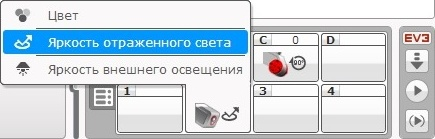 Цвет
Яркость отраженного света
Яркость внешнего освещения
C 0 D
90°
EV3
1 3 4